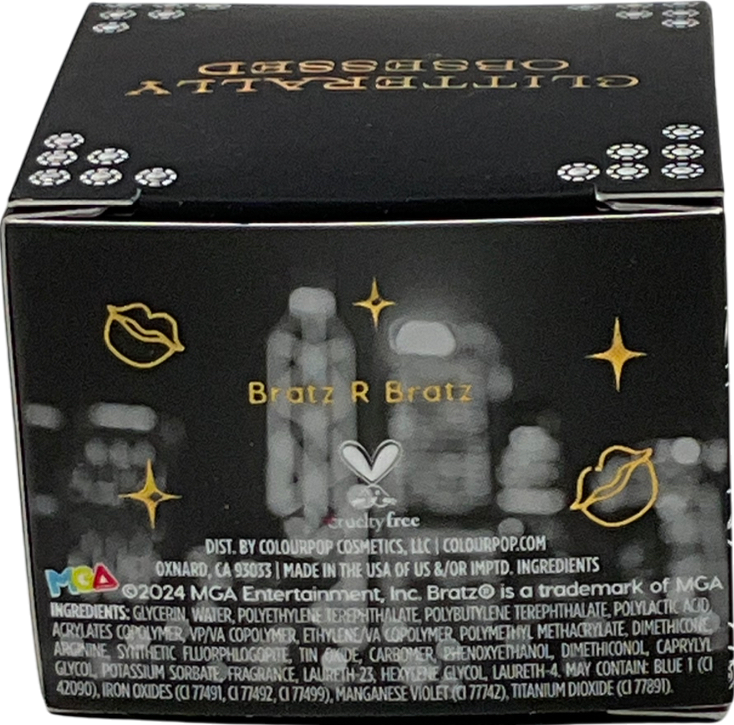 GLITTERALLY
OBSESSED
Bratz R Bratz
cruelty free
DIST. BY COLOURPOP COSMETICS, LLC | COLOURPOP.COM
OXNARD, CA 93033 | MADE IN THE USA OF US &/OR IMPTD. INGREDIENTS
MGA ©2024 MGA Entertainment, Inc. Bratz® is a trademark of MGA
INGREDIENTS: GLYCERIN, WATER, POLYETHYLENE TEREPHTHALATE, POLYBUTYLENE TEREPHTHALATE, POLYLACTIC ACID,
ACRYLATES COPOLYMER, VP/VA COPOLYMER, ETHYLENE/VA COPOLYMER, POLYMETHYL METHACRYLATE, DIMETHICONE,
ARGININE, SYNTHETIC FLUORPHLOGOPITE, TIN OXIDE, CARBOMER, PHENOXYETHANOL, DIMETHICONOL, CAPRYLYL
GLYCOL, POTASSIUM SORBATE, FRAGRANCE, LAURETH-23, HEXYLENE GLYCOL, LAURETH-4. MAY CONTAIN: BLUE 1 (CI
42090), IRON OXIDES (CI 77491, CI 77492, CI 77499), MANGANESE VIOLET (CI 77742), TITANIUM DIOXIDE (CI 77891).